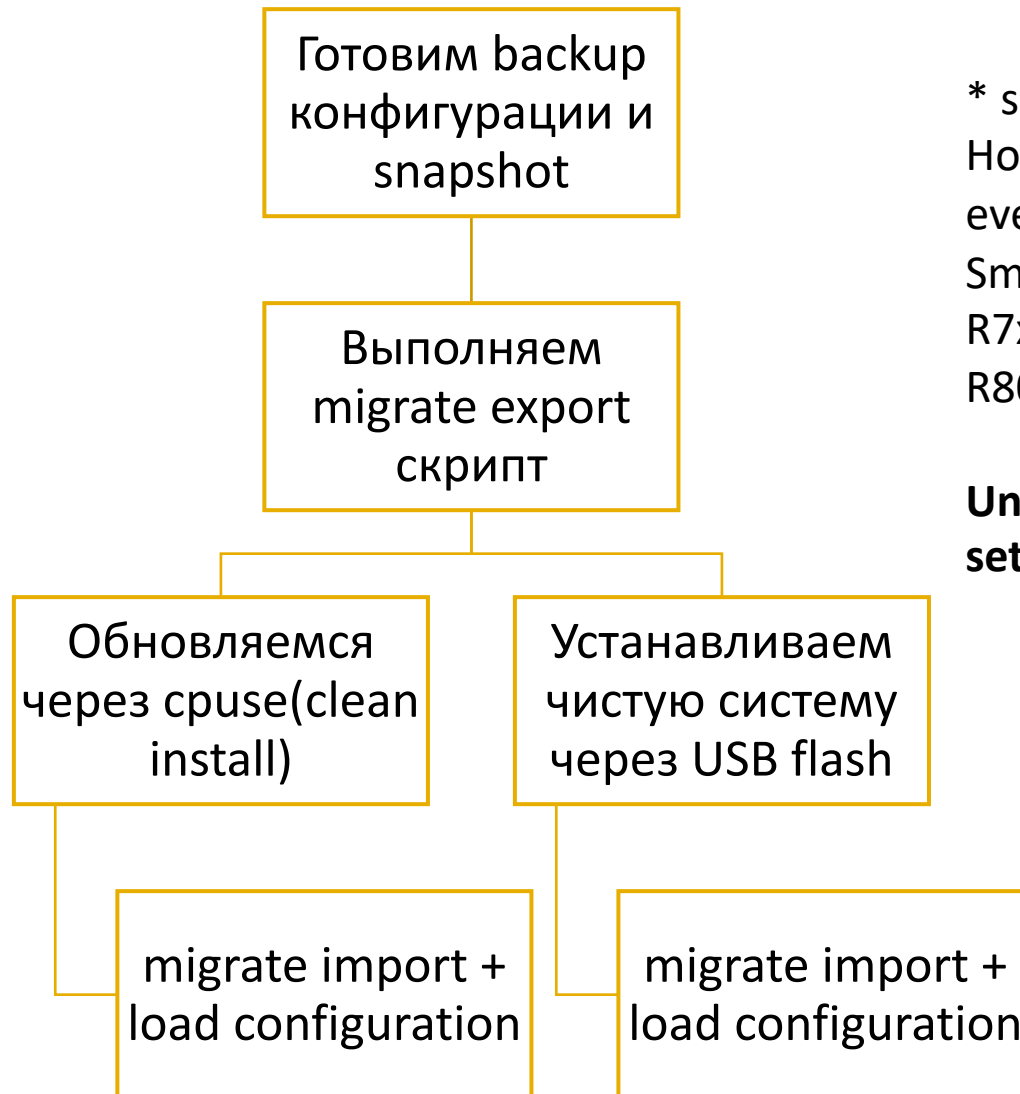 Готовим backup
конфигурации и
snapshot
Выполняем
migrate export
скрипт
Обновляемся
через cpuse(clean
install)
Устанавливаем
чистую систему
через USB flash
migrate import +
load configuration
migrate import +
load configuration
*